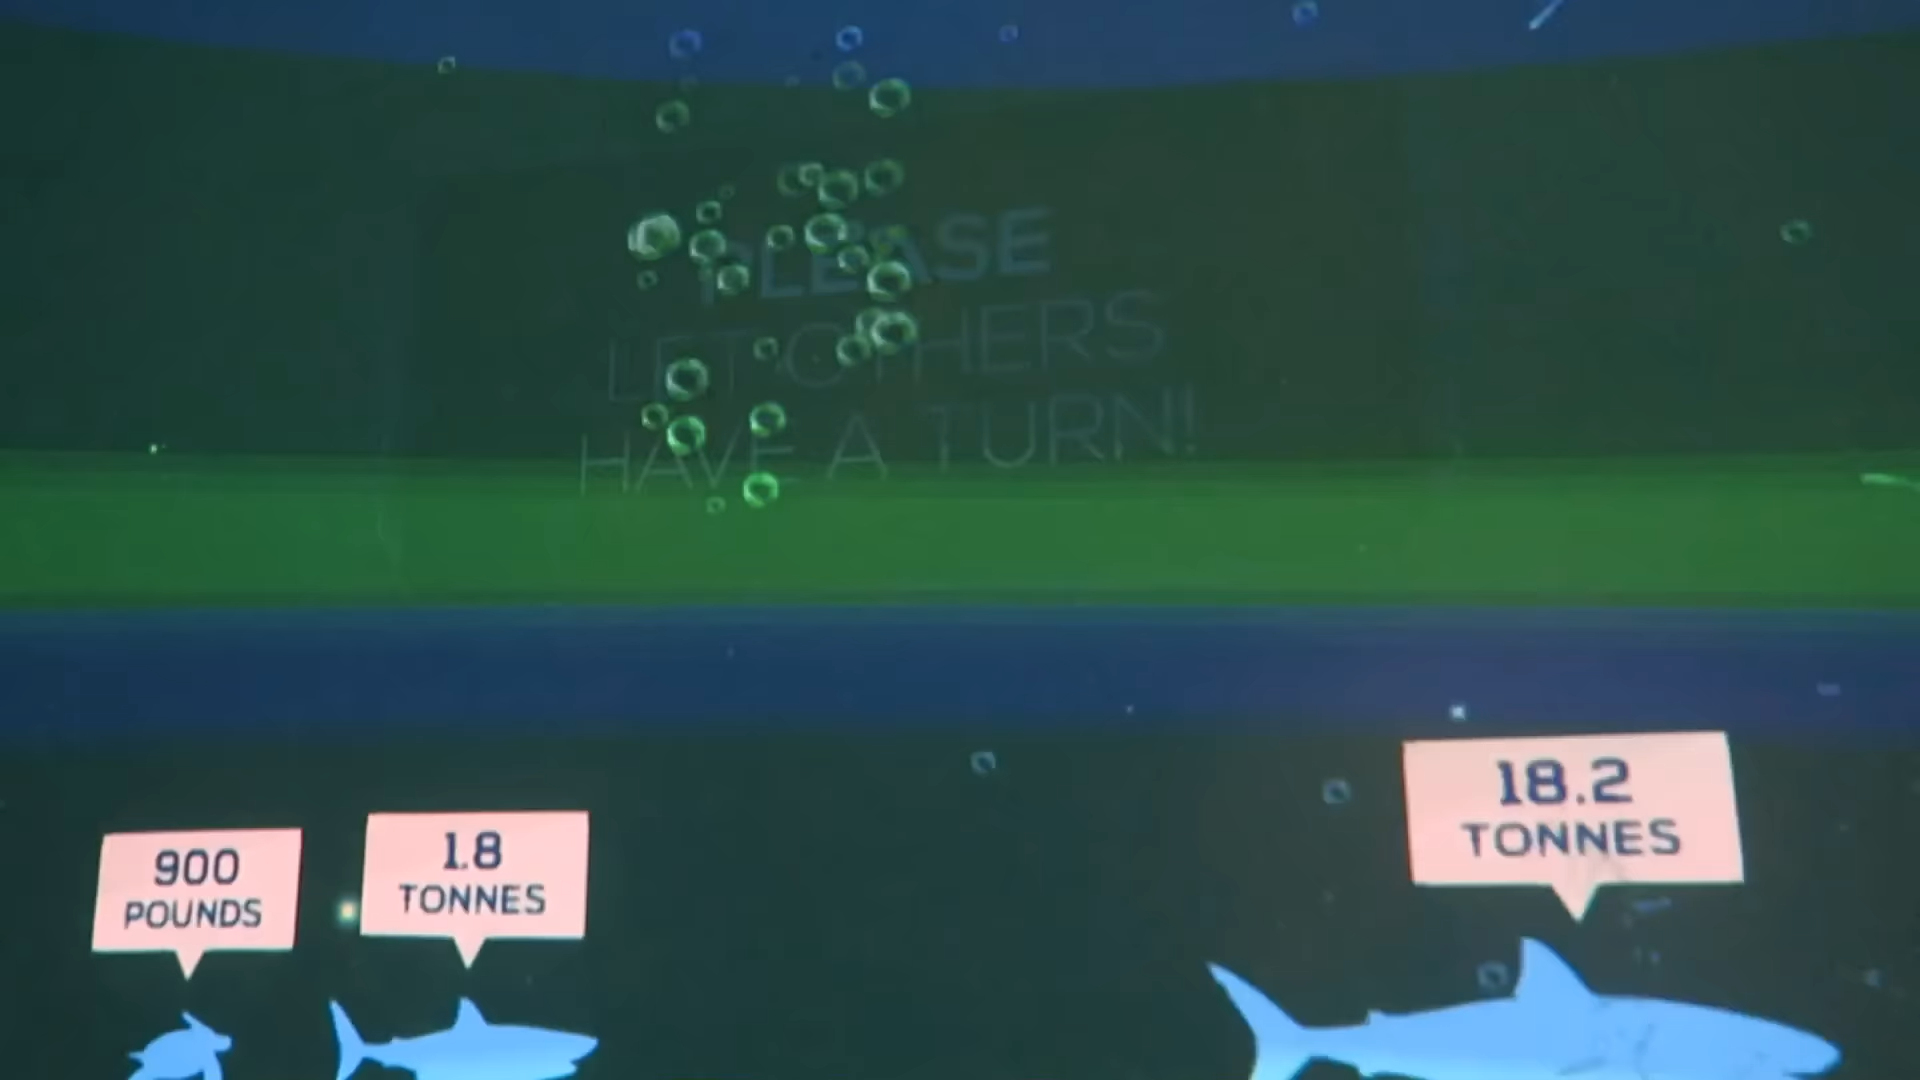 PLEASE
LET OTHERS
HAVE A TURN!
900
POUNDS
1.8
TONNES
18.2
TONNES